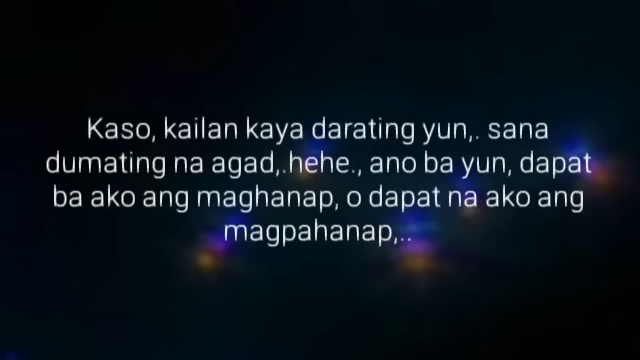 Kaso, kailan kaya darating yun,. sana
dumating na agad,.hehe., ano ba yun, dapat
ba ako ang maghanap, o dapat na ako ang
magpahanap,..